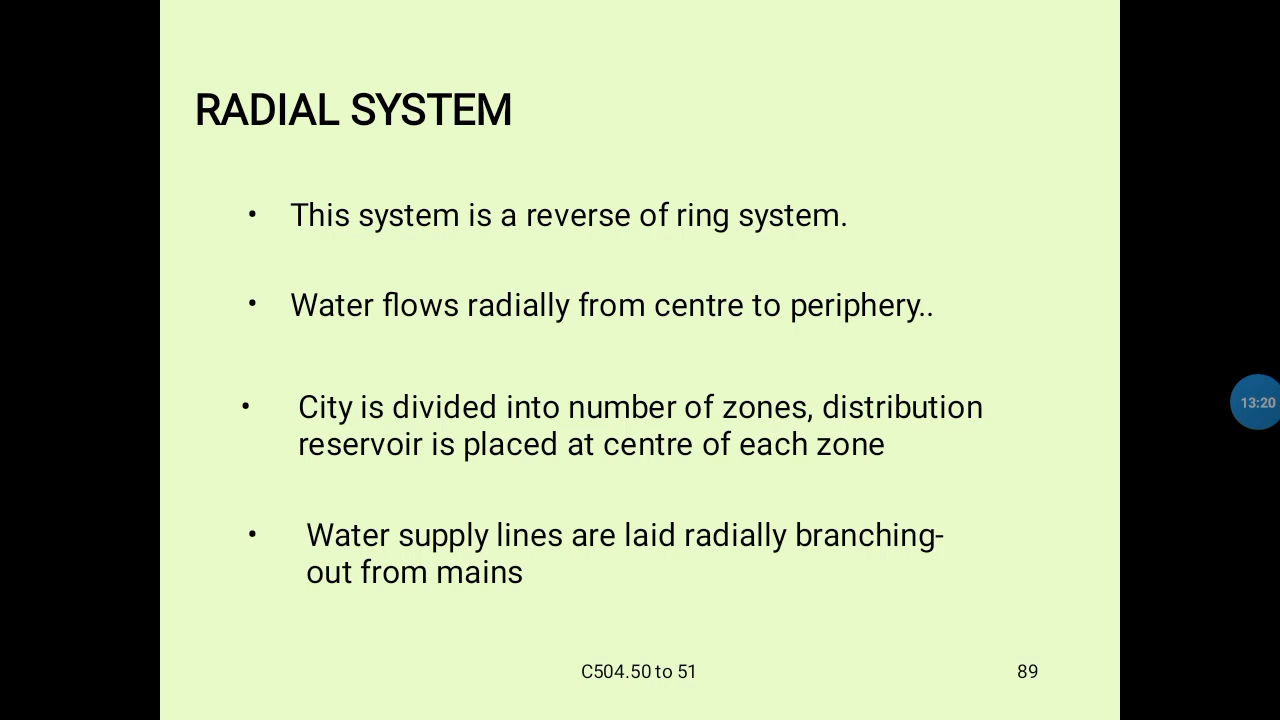 RADIAL SYSTEM
• This system is a reverse of ring system.
• Water flows radially from centre to periphery..
• City is divided into number of zones, distribution
reservoir is placed at centre of each zone
• Water supply lines are laid radially branching-
out from mains
13:20
C504.50 to 51
89